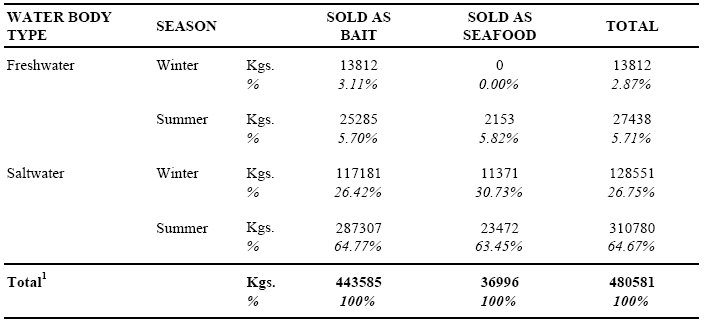 WATER BODY TYPE SEASON SOLD AS BAIT SOLD AS SEAFOOD TOTAL
Freshwater Winter Kgs. 13812 0 13812
% 3.11% 0.00% 2.87%
Summer Kgs. 25285 2153 27438
% 5.70% 5.82% 5.71%
Saltwater Winter Kgs. 117181 11371 128551
% 26.42% 30.73% 26.75%
Summer Kgs. 287307 23472 310780
% 64.77% 63.45% 64.67%
Total1 Kgs. 443585 36996 480581
% 100% 100% 100%